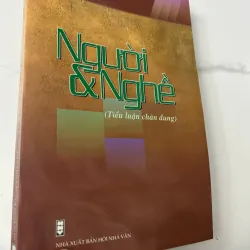 Người
&Nghề
(Tiểu luận chân dung)
NHÀ XUẤT BẢN HỘI NHÀ VĂN